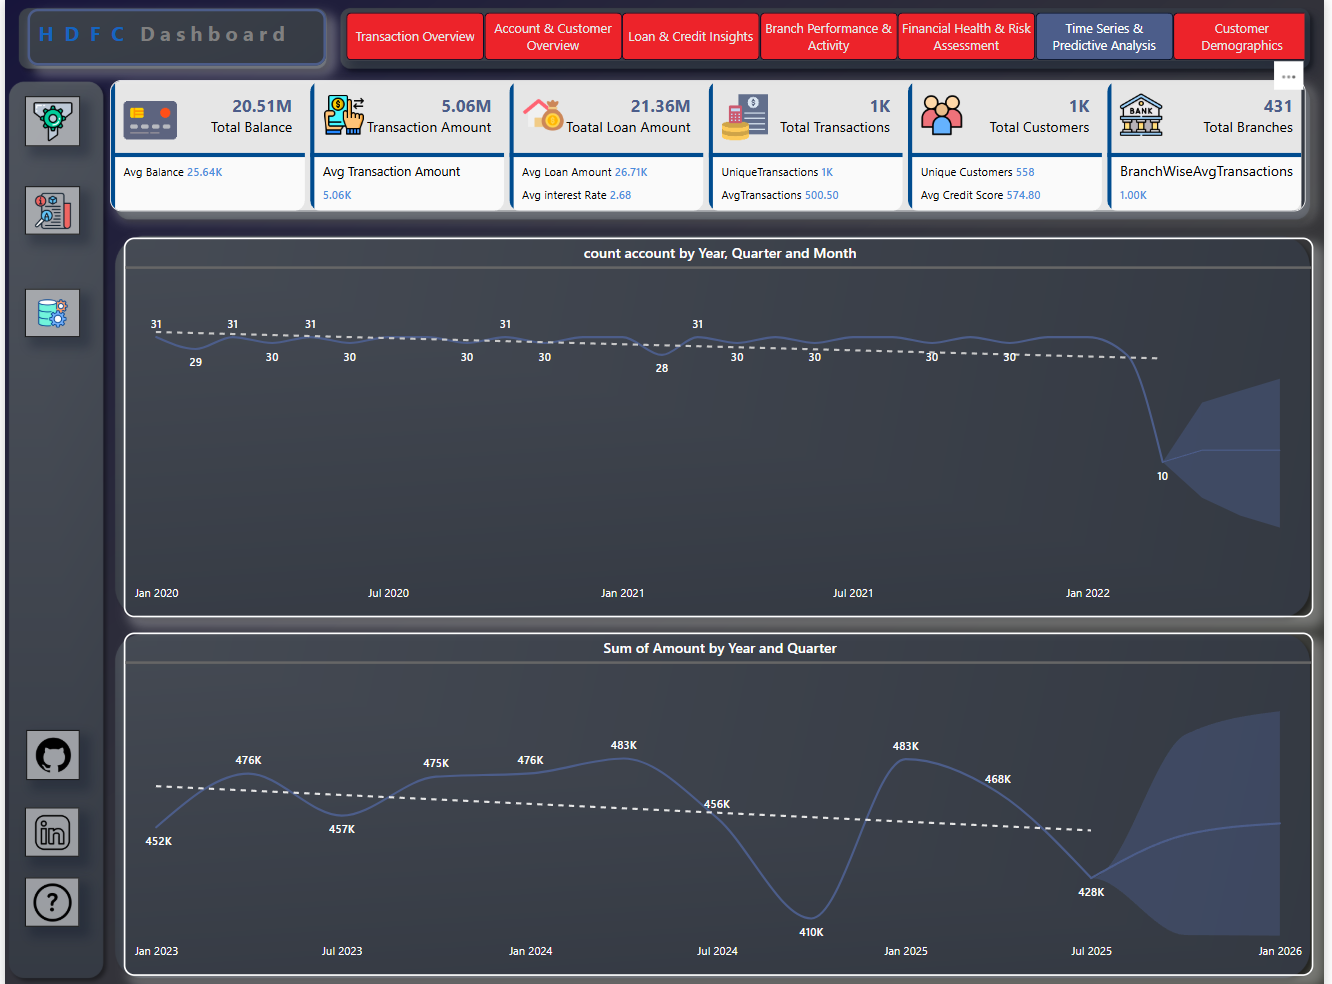 HDFC Dashboard
Transaction Overview
Account & Customer
Overview
Loan & Credit Insights
Branch Performance &
Activity
Financial Health & Risk
Assessment
Time Series &
Predictive Analysis
Customer
Demographics
...
20.51M
Total Balance
Avg Balance 25.64K
5.06M
Transaction Amount
Avg Transaction Amount
5.06K
21.36M
Toatal Loan Amount
Avg Loan Amount 26.71K
Avg interest Rate 2.68
1K
Total Transactions
UniqueTransactions 1K
AvgTransactions 500.50
1K
Total Customers
Unique Customers 558
Avg Credit Score 574.80
BANK
431
Total Branches
BranchWiseAvgTransactions
1.00K
count account by Year, Quarter and Month
31 31 31 31 31
29 30 30 30 30 28 30 30 30 30
10
Jan 2020 Jul 2020 Jan 2021 Jul 2021 Jan 2022
Sum of Amount by Year and Quarter
452K 476K 457K 475K 476K 483K 456K 410K 483K 468K 428K
Jan 2023 Jul 2023 Jan 2024 Jul 2024 Jan 2025 Jul 2025 Jan 2026
in
?